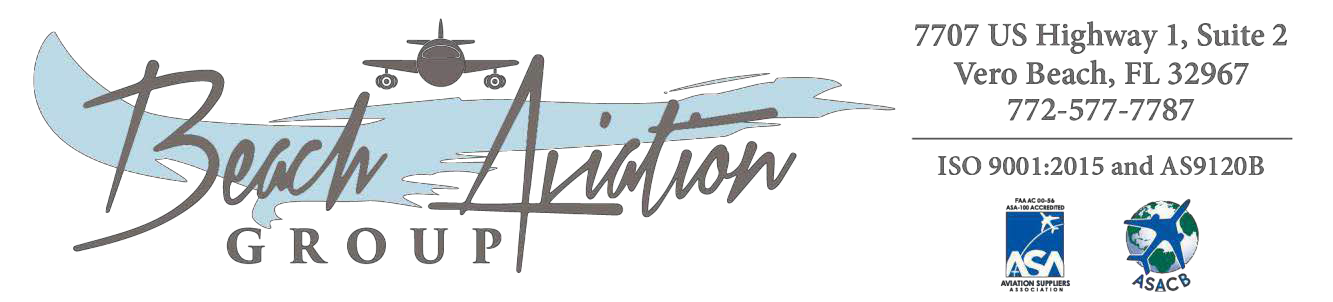 Beach Aviation
GROUP
7707 US Highway 1, Suite 2
Vero Beach, FL 32967
772-577-7787
ISO 9001:2015 and AS9120B
FAA AC 00-56
ASA-100 ACCREDITED
ASA
AVIATION SUPPLIERS
ASSOCIATION
ASACB